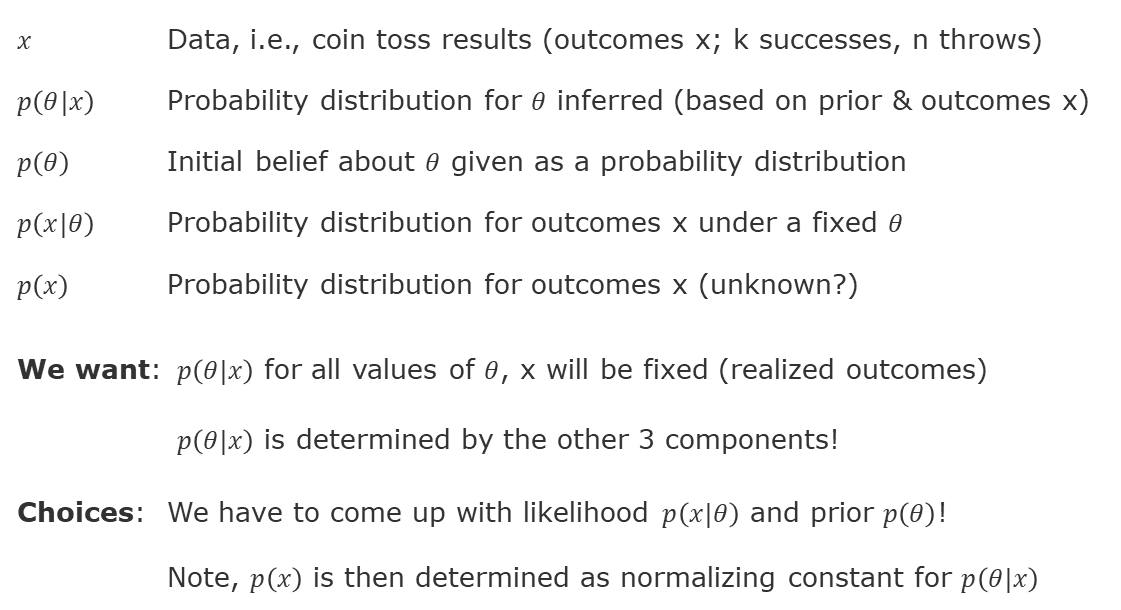 x Data, i.e., coin toss results (outcomes x; k successes, n throws)
p(θ|x) Probability distribution for θ inferred (based on prior & outcomes x)
p(θ) Initial belief about θ given as a probability distribution
p(x|θ) Probability distribution for outcomes x under a fixed θ
p(x) Probability distribution for outcomes x (unknown?)
We want: p(θ|x) for all values of θ, x will be fixed (realized outcomes)
p(θ|x) is determined by the other 3 components!
Choices: We have to come up with likelihood p(x|θ) and prior p(θ)!
Note, p(x) is then determined as normalizing constant for p(θ|x)